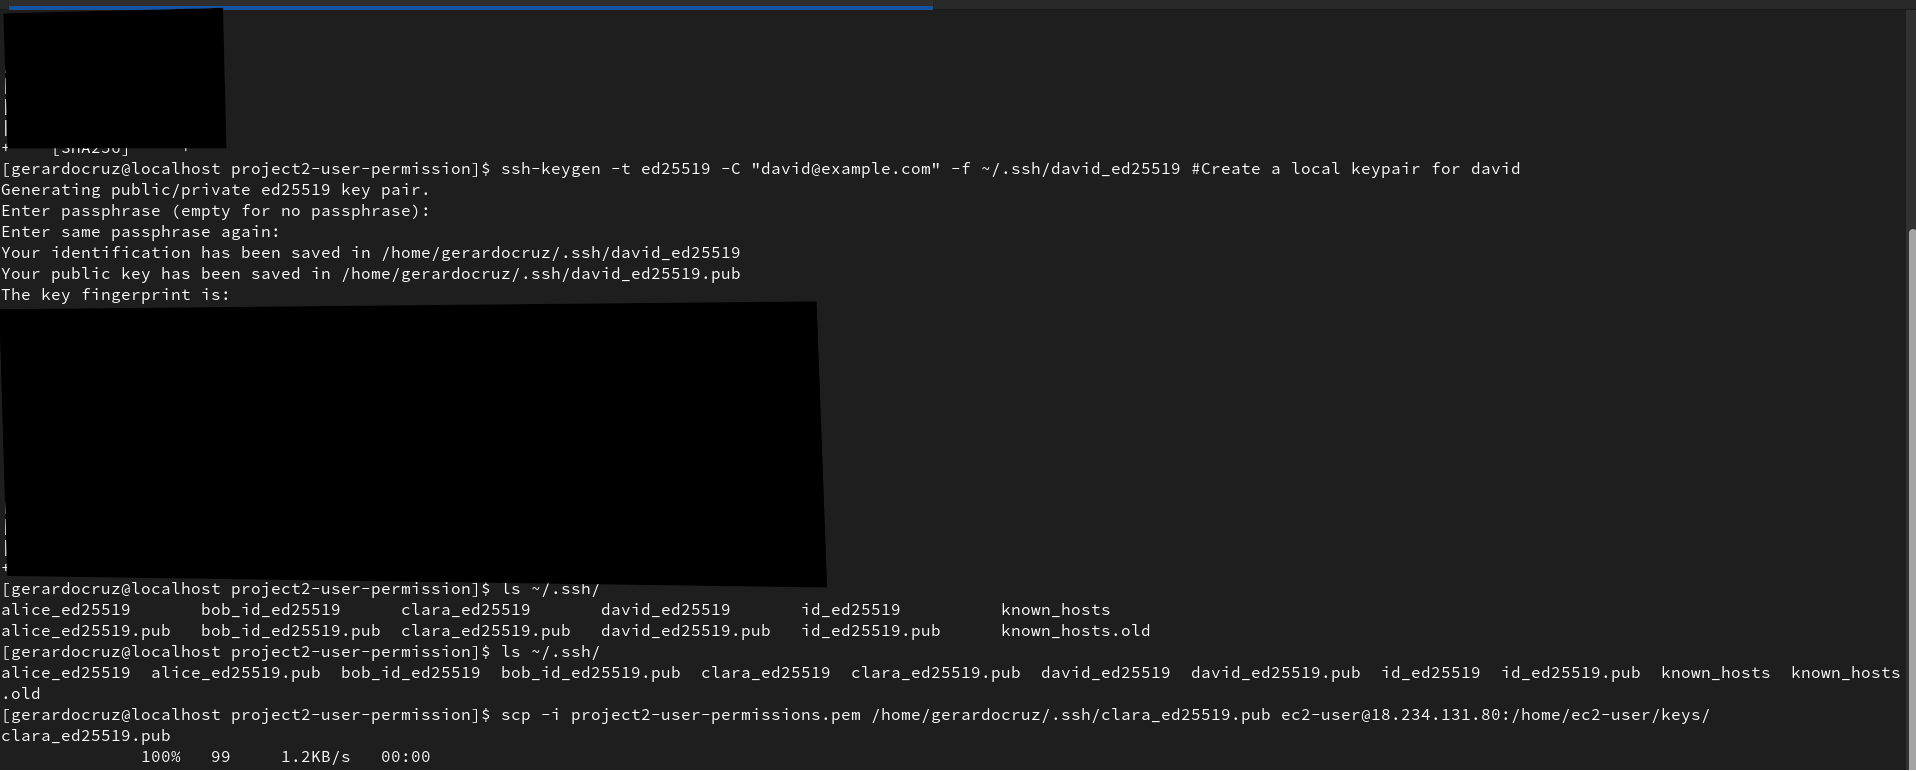 [SHA256]
[gerardocruz@localhost project2-user-permission]$ ssh-keygen -t ed25519 -C "david@example.com" -f ~/.ssh/david_ed25519 #Create a local keypair for david
Generating public/private ed25519 key pair.
Enter passphrase (empty for no passphrase):
Enter same passphrase again:
Your identification has been saved in /home/gerardocruz/.ssh/david_ed25519
Your public key has been saved in /home/gerardocruz/.ssh/david_ed25519.pub
The key fingerprint is:
[gerardocruz@localhost project2-user-permission]$ ls ~/.ssh/
alice_ed25519       bob_id_ed25519      clara_ed25519       david_ed25519       id_ed25519          known_hosts
alice_ed25519.pub   bob_id_ed25519.pub  clara_ed25519.pub   david_ed25519.pub   id_ed25519.pub      known_hosts.old
[gerardocruz@localhost project2-user-permission]$ ls ~/.ssh/
alice_ed25519  alice_ed25519.pub  bob_id_ed25519  bob_id_ed25519.pub  clara_ed25519  clara_ed25519.pub  david_ed25519  david_ed25519.pub  id_ed25519  id_ed25519.pub  known_hosts  known_hosts
.old
[gerardocruz@localhost project2-user-permission]$ scp -i project2-user-permissions.pem /home/gerardocruz/.ssh/clara_ed25519.pub ec2-user@18.234.131.80:/home/ec2-user/keys/
clara_ed25519.pub
100%   99     1.2KB/s   00:00